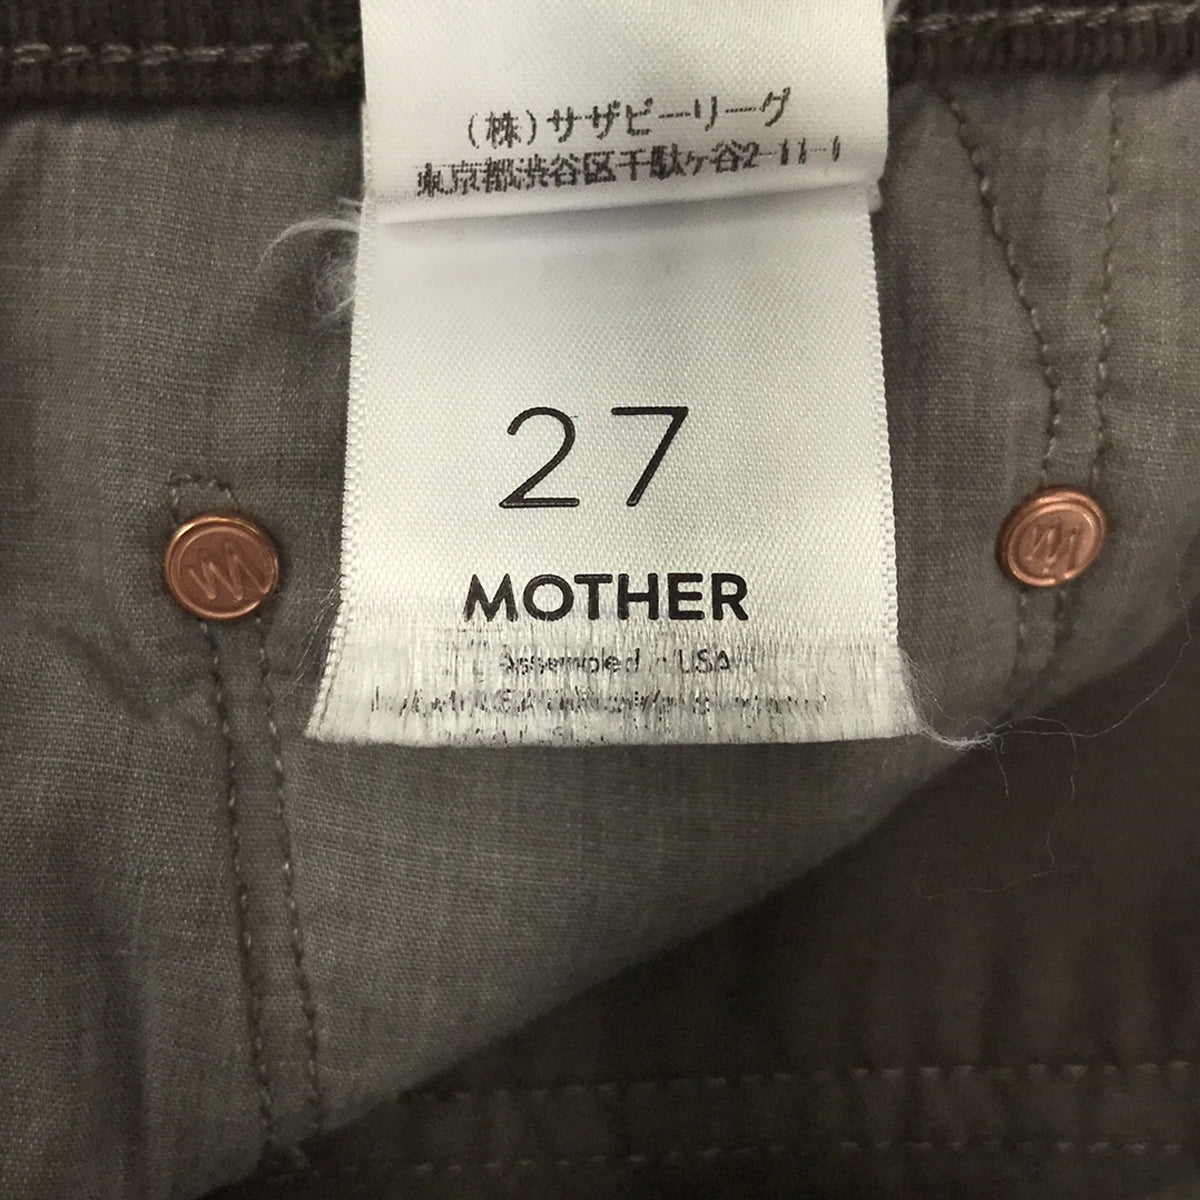 (株)サザビーリーグ
東京都渋谷区千駄ヶ谷2-11-1
27
MOTHER
Assembled in USA